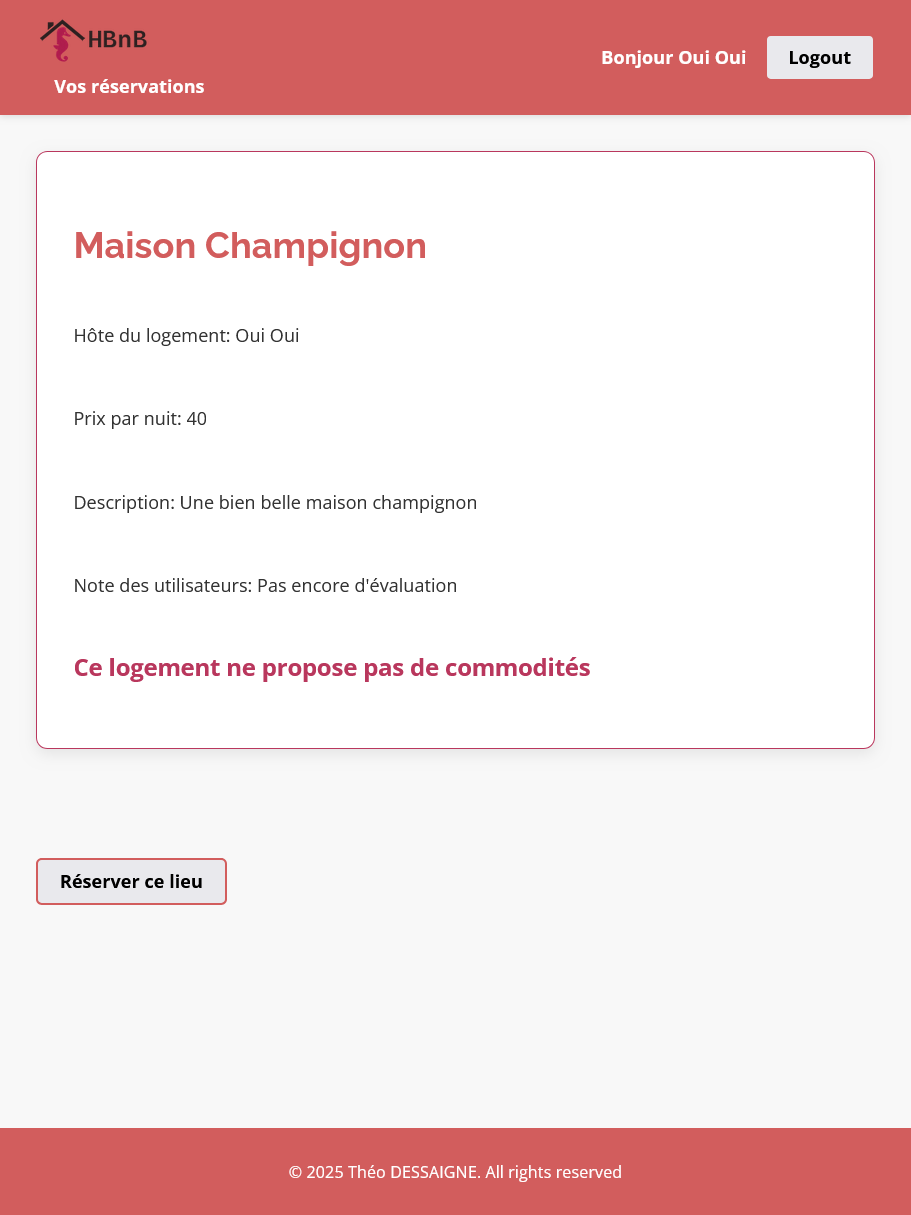 HBnB
Vos réservations
Bonjour Oui Oui
Logout
Maison Champignon
Hôte du logement: Oui Oui
Prix par nuit: 40
Description: Une bien belle maison champignon
Note des utilisateurs: Pas encore d'évaluation
Ce logement ne propose pas de commodités
Réserver ce lieu
© 2025 Théo DESSAIGNE. All rights reserved